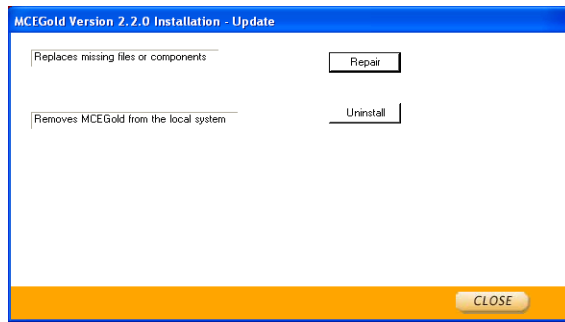 MCEGold Version 2.2.0 Installation - Update
Replaces missing files or components
Repair
Removes MCEGold from the local system
Uninstall
CLOSE